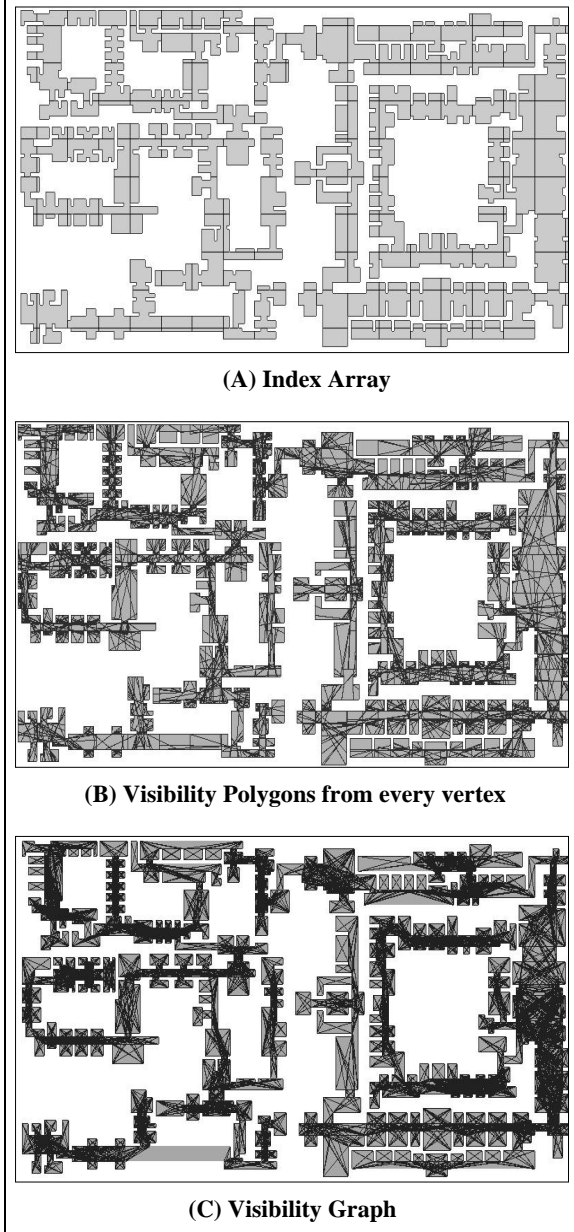 (A) Index Array
(B) Visibility Polygons from every vertex
(C) Visibility Graph